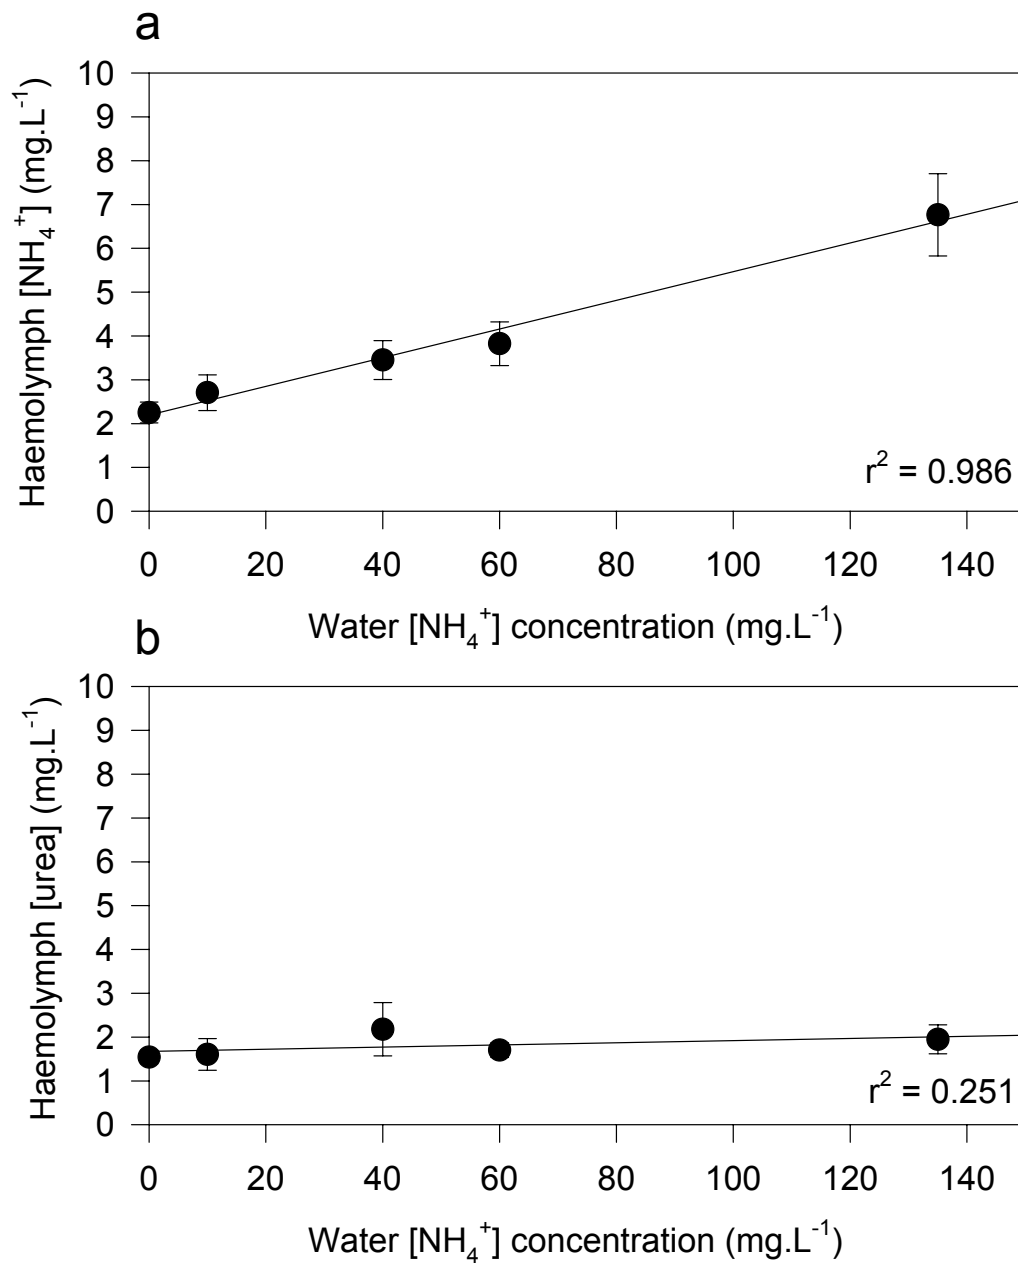 a
10
9
8
7
6
5
4
3
2
1
0
Haemolymph [NH₄⁺] (mg.L⁻¹)
r² = 0.986
0 20 40 60 80 100 120 140
Water [NH₄⁺] concentration (mg.L⁻¹)
b
10
9
8
7
6
5
4
3
2
1
0
Haemolymph [urea] (mg.L⁻¹)
r² = 0.251
0 20 40 60 80 100 120 140
Water [NH₄⁺] concentration (mg.L⁻¹)